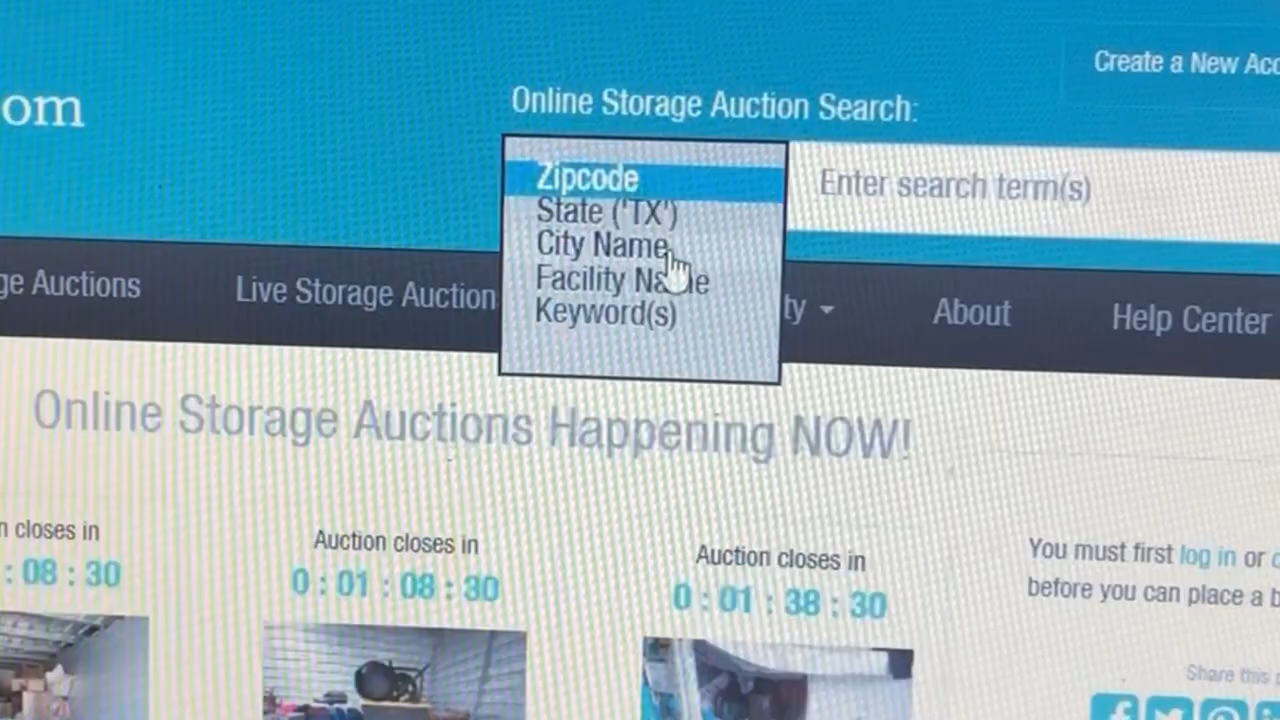 Create a New Acc
om
Online Storage Auction Search:
Zipcode
Enter search term(s)
State ('TX')
City Name
Facility Name
Keyword(s)
ge Auctions
Live Storage Auction
ty
About
Help Center
Online Storage Auctions Happening NOW!
n closes in
: 08 : 30
Auction closes in
0 : 01 : 08 : 30
Auction closes in
0 : 01 : 38 : 30
You must first log in or c
before you can place a b
Share this p